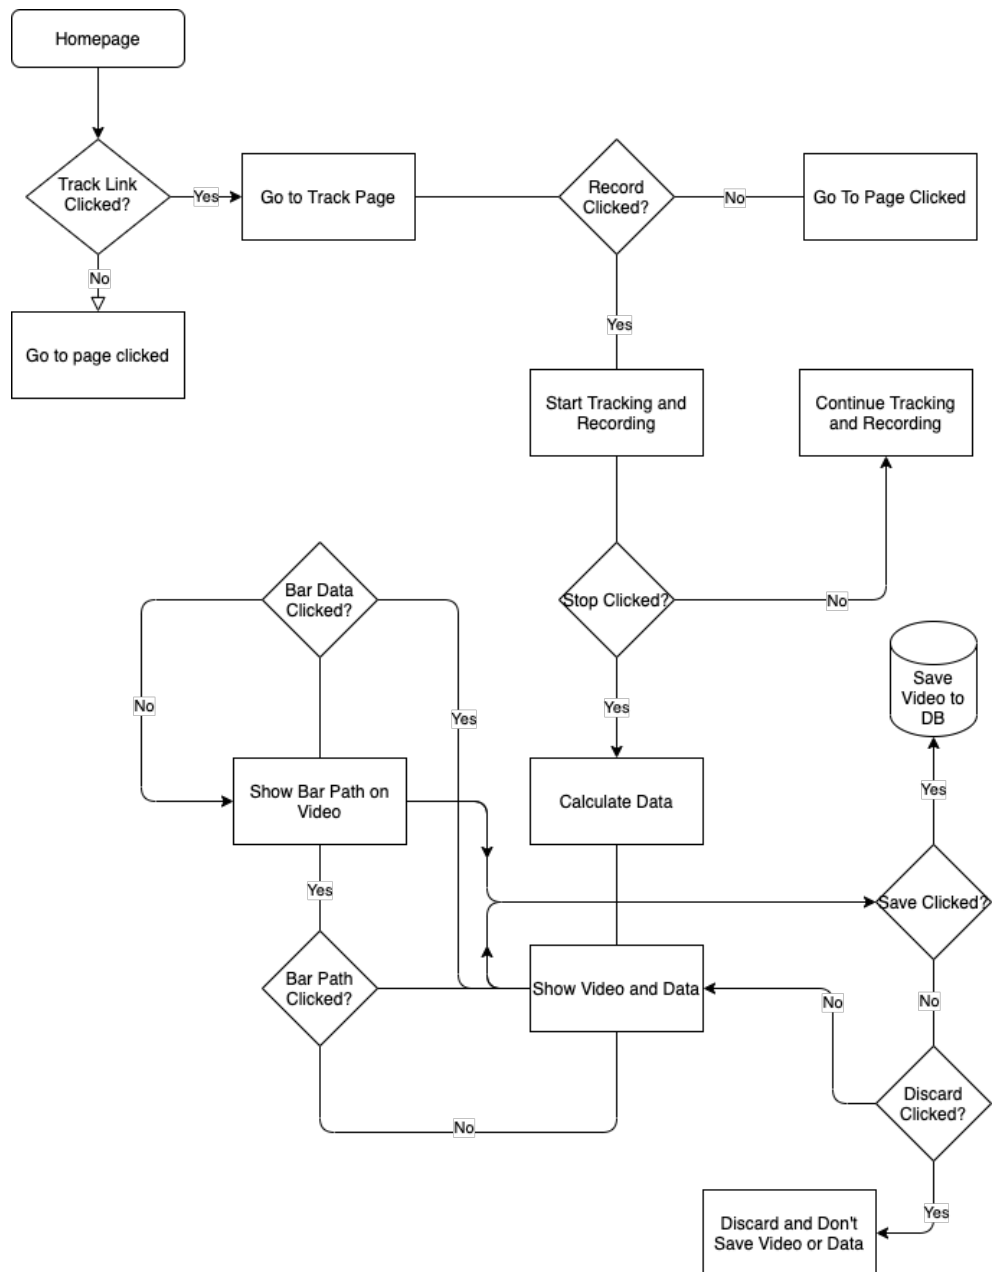 Homepage
Track Link
Clicked?
Yes
Go to Track Page
Record
Clicked?
No
Go To Page Clicked
No
Go to page clicked
Yes
Start Tracking and
Recording
Continue Tracking
and Recording
Bar Data
Clicked?
Stop Clicked?
No
Save
Video to
DB
No
Yes
Yes
Show Bar Path on
Video
Calculate Data
Yes
Yes
Save Clicked?
Bar Path
Clicked?
Show Video and Data
No
No
Discard
Clicked?
No
Yes
Discard and Don't
Save Video or Data